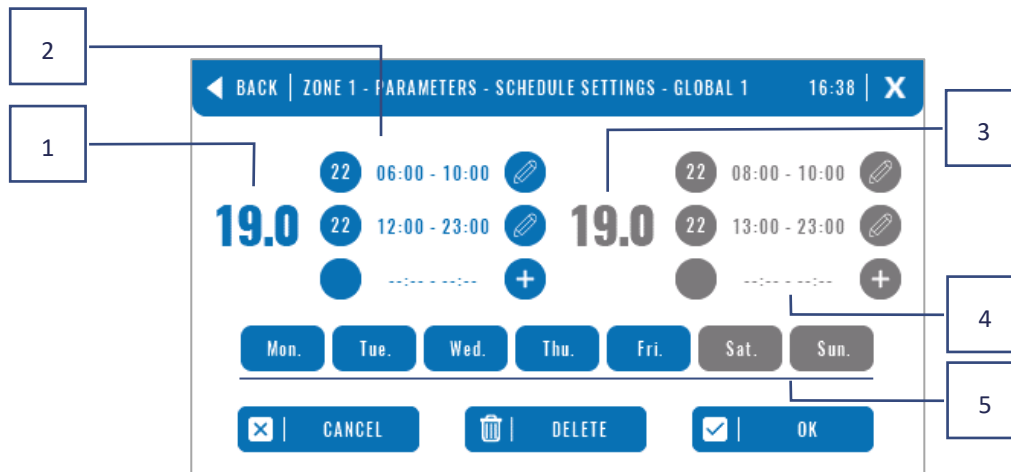 2
BACK | ZONE 1 - PARAMETERS - SCHEDULE SETTINGS - GLOBAL 1 16:38 | X
1
3
22 06:00 - 10:00
22 08:00 - 10:00
19.0 22 12:00 - 23:00
19.0 22 13:00 - 23:00
--:-- - --:-- +
--:-- - --:-- +
4
Mon. Tue. Wed. Thu. Fri. Sat. Sun.
5
CANCEL DELETE OK